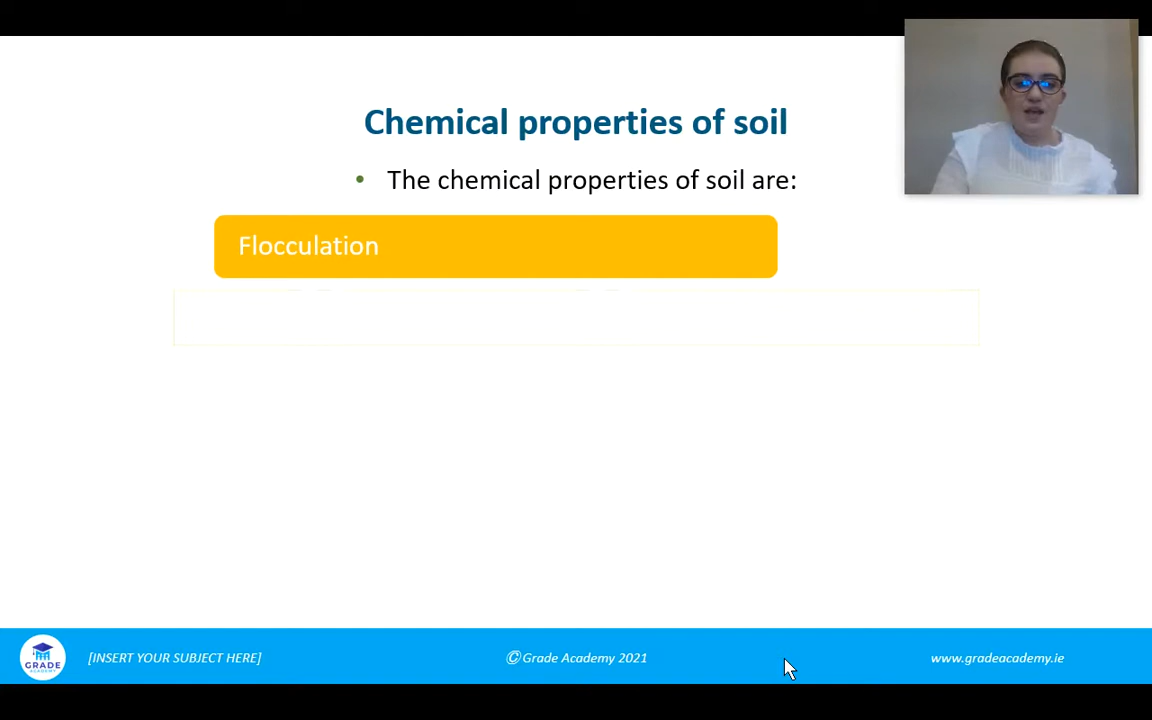 Chemical properties of soil
• The chemical properties of soil are:
Flocculation
GRADE
ACADEMY
[INSERT YOUR SUBJECT HERE]
©Grade Academy 2021
www.gradeacademy.ie